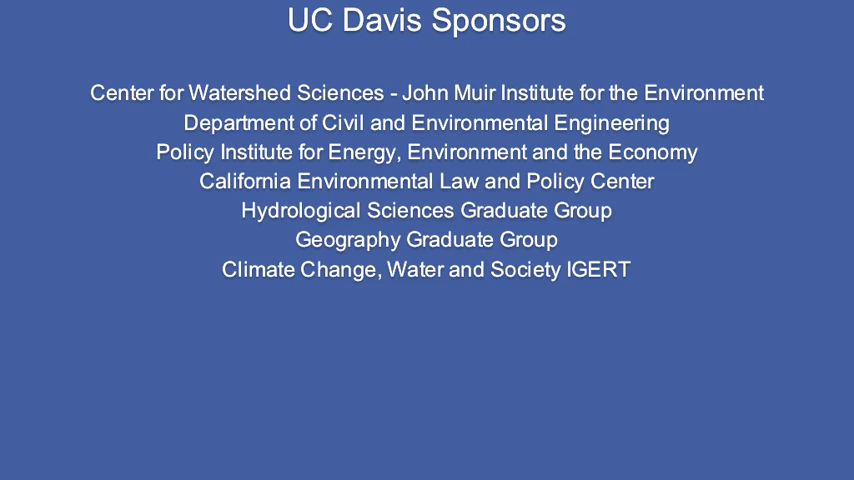 UC Davis Sponsors
Center for Watershed Sciences - John Muir Institute for the Environment
Department of Civil and Environmental Engineering
Policy Institute for Energy, Environment and the Economy
California Environmental Law and Policy Center
Hydrological Sciences Graduate Group
Geography Graduate Group
Climate Change, Water and Society IGERT